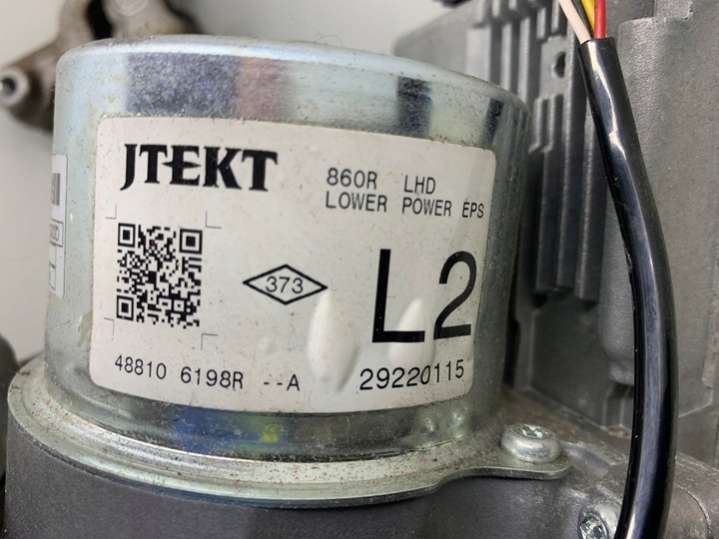 JTEKT
860R LHD
LOWER POWER EPS
373
L2
48810 6198R --A
29220115